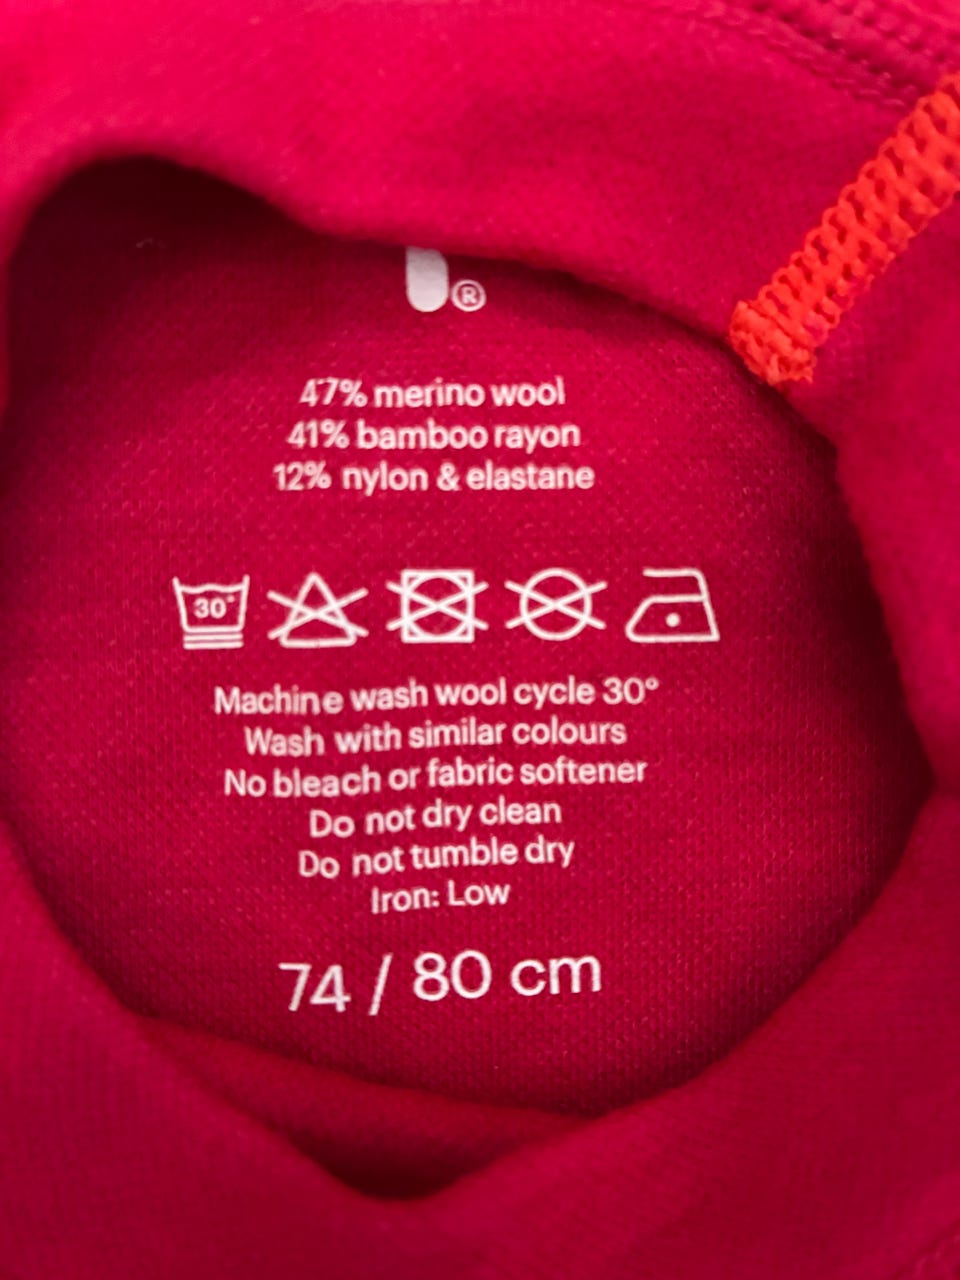 ®
47% merino wool
41% bamboo rayon
12% nylon & elastane
30°
Machine wash wool cycle 30°
Wash with similar colours
No bleach or fabric softener
Do not dry clean
Do not tumble dry
Iron: Low
74 / 80 cm